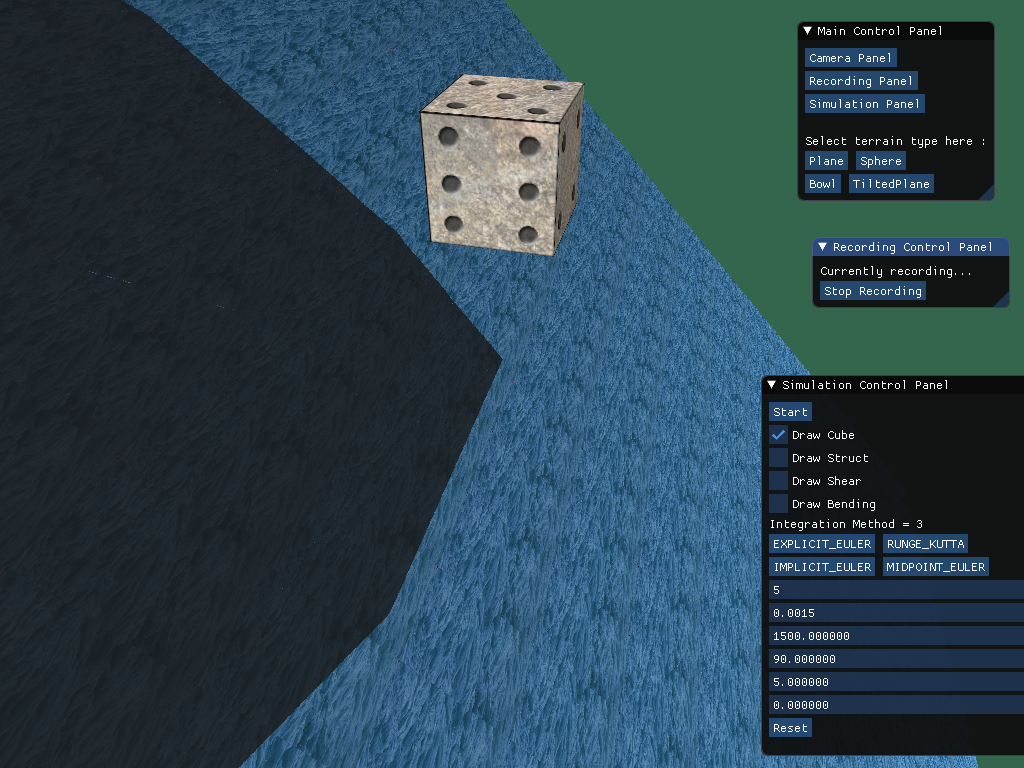 Main Control Panel
Camera Panel
Recording Panel
Simulation Panel
Select terrain type here :
Plane Sphere
Bowl TiltedPlane
Recording Control Panel
Currently recording...
Stop Recording
Simulation Control Panel
Start
Draw Cube
Draw Struct
Draw Shear
Draw Bending
Integration Method = 3
EXPLICIT_EULER RUNGE_KUTTA
IMPLICIT_EULER MIDPOINT_EULER
5
0.0015
1500.000000
90.000000
5.000000
0.000000
Reset